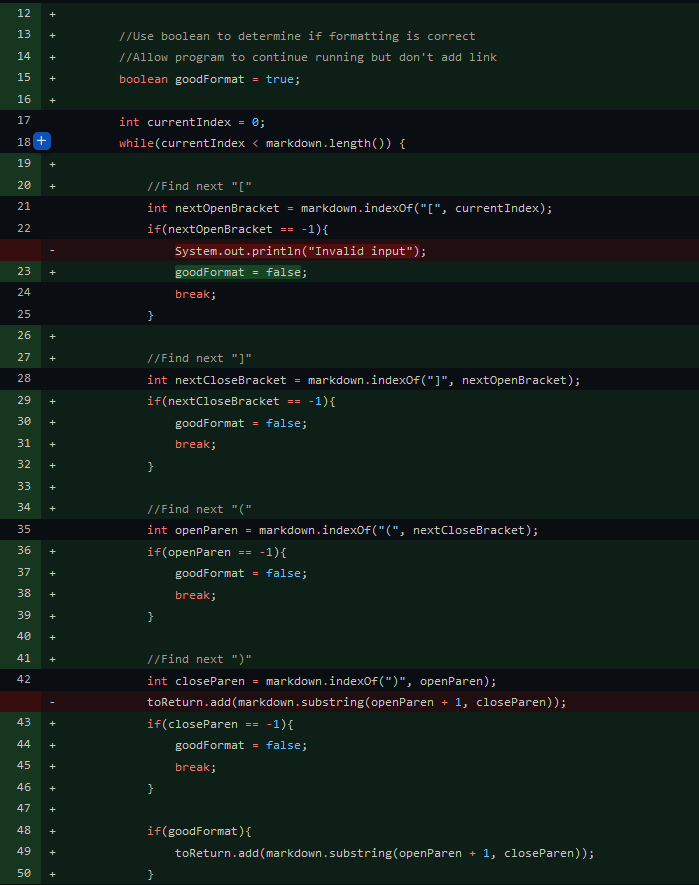 12 +
13 + //Use boolean to determine if formatting is correct
14 + //Allow program to continue running but don't add link
15 + boolean goodFormat = true;
16 +
17 int currentIndex = 0;
18 + while(currentIndex < markdown.length()) {
19 +
20 + //Find next "["
21 int nextOpenBracket = markdown.indexOf("[", currentIndex);
22 if(nextOpenBracket == -1){
- System.out.println("Invalid input");
23 + goodFormat = false;
24 break;
25 }
26 +
27 + //Find next "]"
28 int nextCloseBracket = markdown.indexOf("]", nextOpenBracket);
29 + if(nextCloseBracket == -1){
30 + goodFormat = false;
31 + break;
32 + }
33 +
34 + //Find next "("
35 int openParen = markdown.indexOf("(", nextCloseBracket);
36 + if(openParen == -1){
37 + goodFormat = false;
38 + break;
39 + }
40 +
41 + //Find next ")"
42 int closeParen = markdown.indexOf(")", openParen);
- toReturn.add(markdown.substring(openParen + 1, closeParen));
43 + if(closeParen == -1){
44 + goodFormat = false;
45 + break;
46 + }
47 +
48 + if(goodFormat){
49 + toReturn.add(markdown.substring(openParen + 1, closeParen));
50 + }